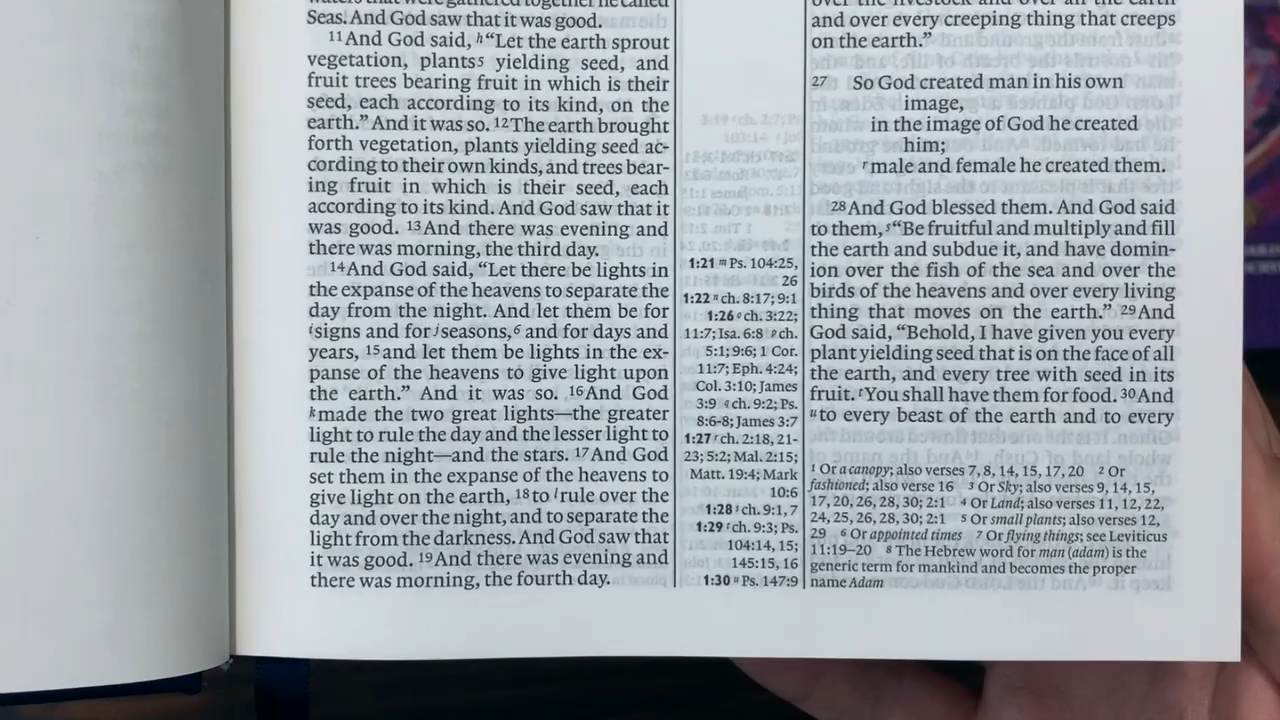 Seas. And God saw that it was good.
11 And God said, h “Let the earth sprout
vegetation, plants5 yielding seed, and
fruit trees bearing fruit in which is their
seed, each according to its kind, on the
earth.” And it was so. 12 The earth brought
forth vegetation, plants yielding seed ac-
cording to their own kinds, and trees bear-
ing fruit in which is their seed, each
according to its kind. And God saw that it
was good. 13 And there was evening and
there was morning, the third day.
14 And God said, “Let there be lights in
the expanse of the heavens to separate the
day from the night. And let them be for
i signs and for j seasons,6 and for days and
years, 15 and let them be lights in the ex-
panse of the heavens to give light upon
the earth.” And it was so. 16 And God
k made the two great lights—the greater
light to rule the day and the lesser light to
rule the night—and the stars. 17 And God
set them in the expanse of the heavens to
give light on the earth, 18 to l rule over the
day and over the night, and to separate the
light from the darkness. And God saw that
it was good. 19 And there was evening and
there was morning, the fourth day.
1:21 m Ps. 104:25,
26
1:22 n ch. 8:17; 9:1
1:26 o ch. 3:22;
11:7; Isa. 6:8 p ch.
5:1; 9:6; 1 Cor.
11:7; Eph. 4:24;
Col. 3:10; James
3:9 q ch. 9:2; Ps.
8:6-8; James 3:7
1:27 r ch. 2:18, 21-
23; 5:2; Mal. 2:15;
Matt. 19:4; Mark
10:6
1:28 s ch. 9:1, 7
1:29 t ch. 9:3; Ps.
104:14, 15;
145:15, 16
1:30 u Ps. 147:9
and over every creeping thing that creeps
on the earth.”
27 So God created man in his own
image,
in the image of God he created
him;
r male and female he created them.
28 And God blessed them. And God said
to them, s “Be fruitful and multiply and fill
the earth and subdue it, and have domin-
ion over the fish of the sea and over the
birds of the heavens and over every living
thing that moves on the earth.” 29 And
God said, “Behold, I have given you every
plant yielding seed that is on the face of all
the earth, and every tree with seed in its
fruit. t You shall have them for food. 30 And
u to every beast of the earth and to every
1 Or a canopy; also verses 7, 8, 14, 15, 17, 20 2 Or
fashioned; also verse 16 3 Or Sky; also verses 9, 14, 15,
17, 20, 26, 28, 30; 2:1 4 Or Land; also verses 11, 12, 22,
24, 25, 26, 28, 30; 2:1 5 Or small plants; also verses 12,
29 6 Or appointed times 7 Or flying things; see Leviticus
11:19–20 8 The Hebrew word for man (adam) is the
generic term for mankind and becomes the proper
name Adam